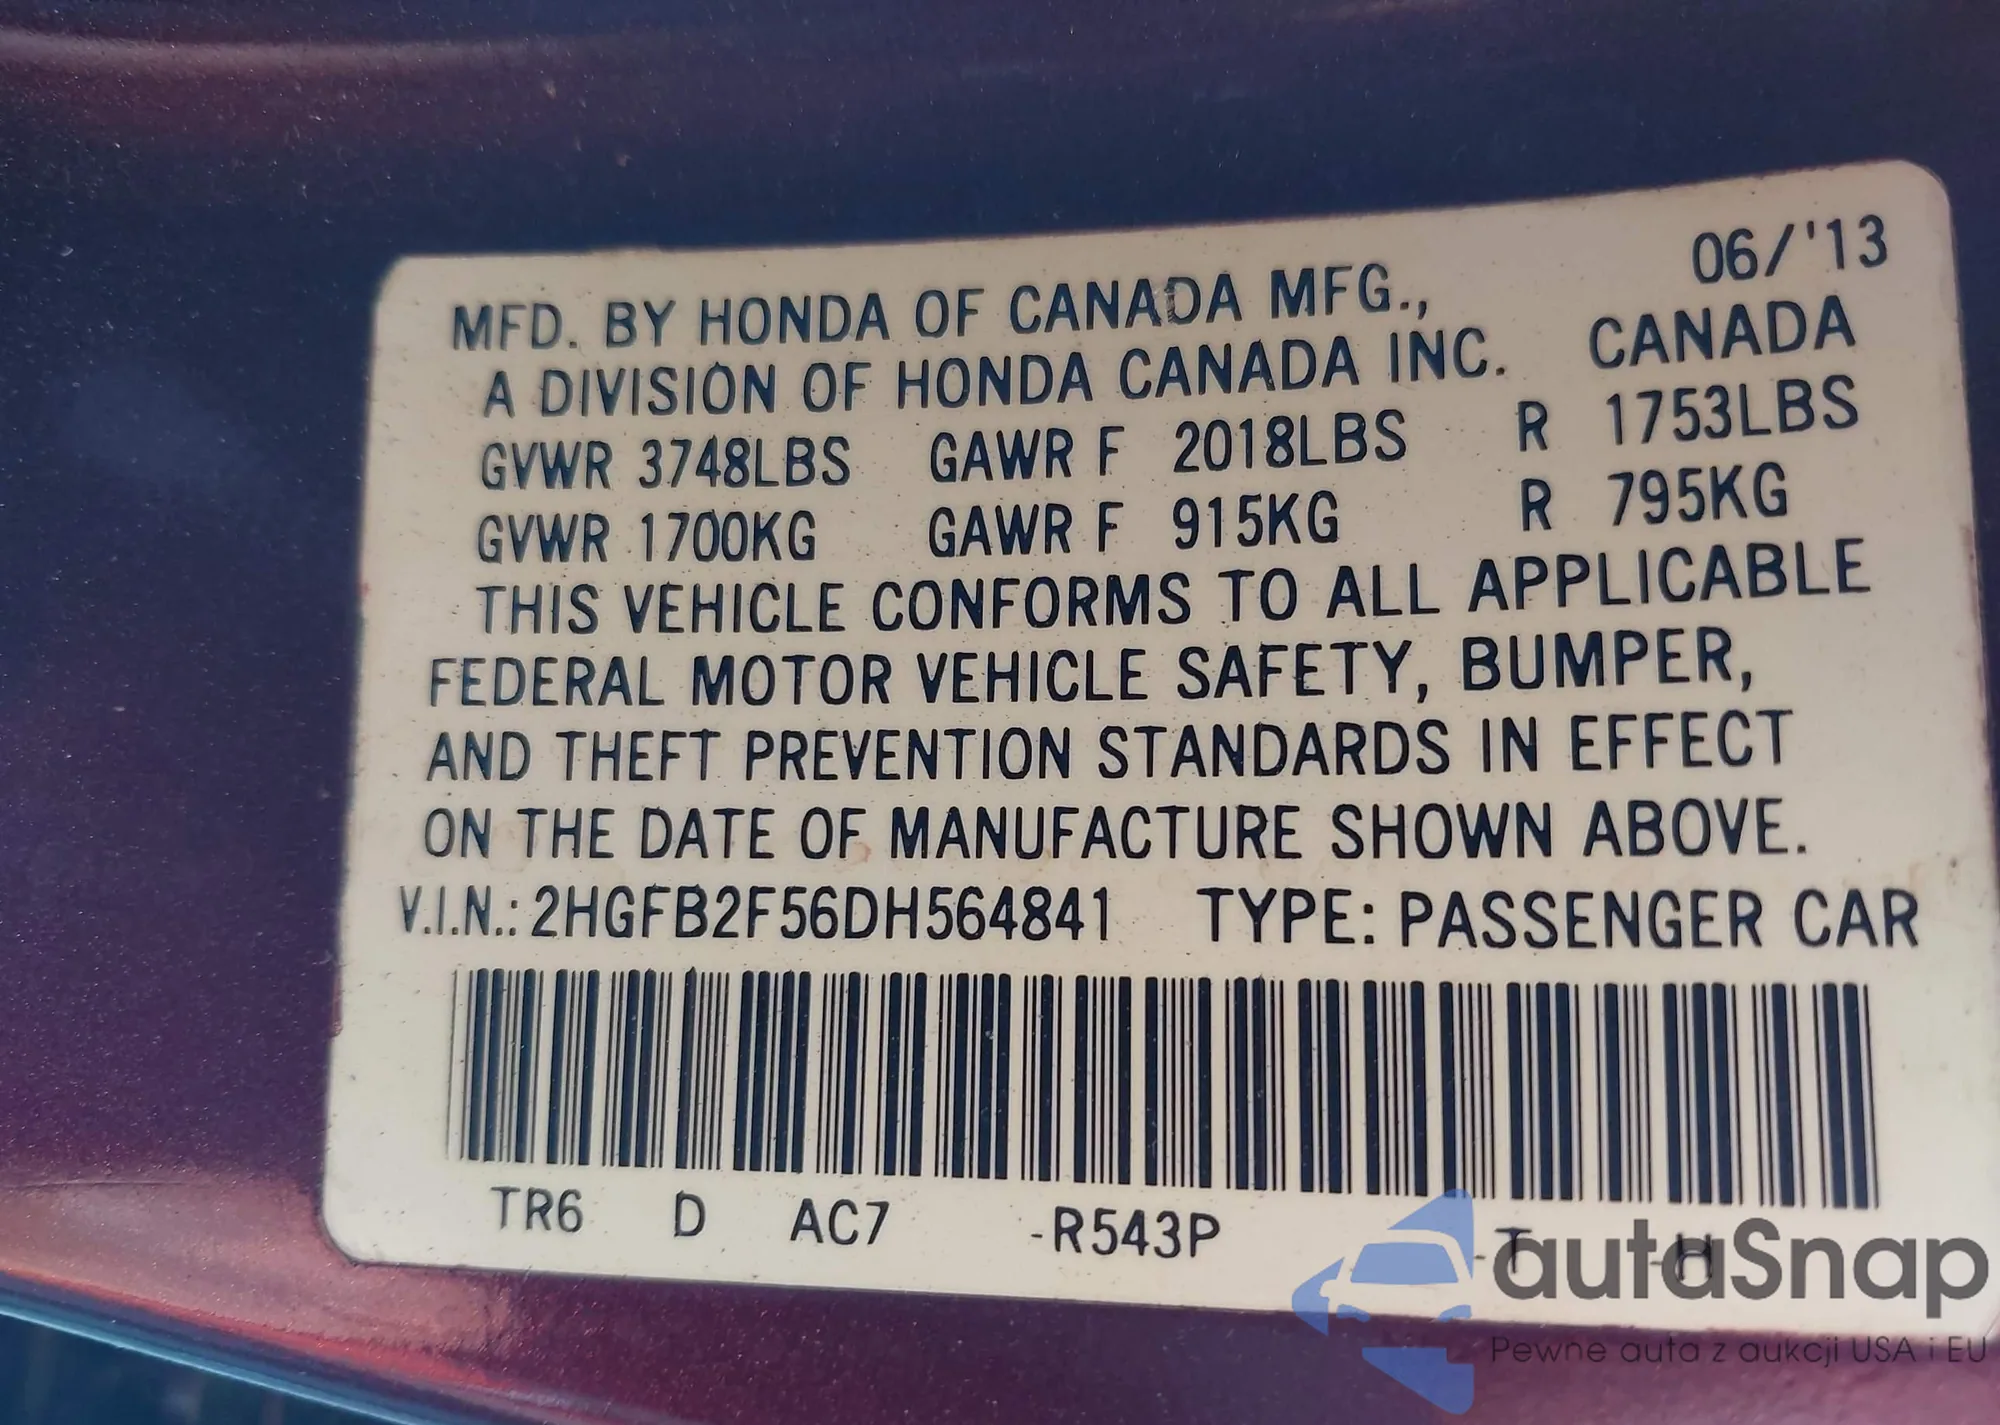 06/'13
MFD. BY HONDA OF CANADA MFG.,
A DIVISION OF HONDA CANADA INC. CANADA
GVWR 3748LBS GAWR F 2018LBS R 1753LBS
GVWR 1700KG GAWR F 915KG R 795KG
THIS VEHICLE CONFORMS TO ALL APPLICABLE
FEDERAL MOTOR VEHICLE SAFETY, BUMPER,
AND THEFT PREVENTION STANDARDS IN EFFECT
ON THE DATE OF MANUFACTURE SHOWN ABOVE.
V.I.N.: 2HGFB2F56DH564841 TYPE: PASSENGER CAR
TR6 D AC7 -R543P -T -H
autaSnap
Pewne auta z aukcji USA i EU